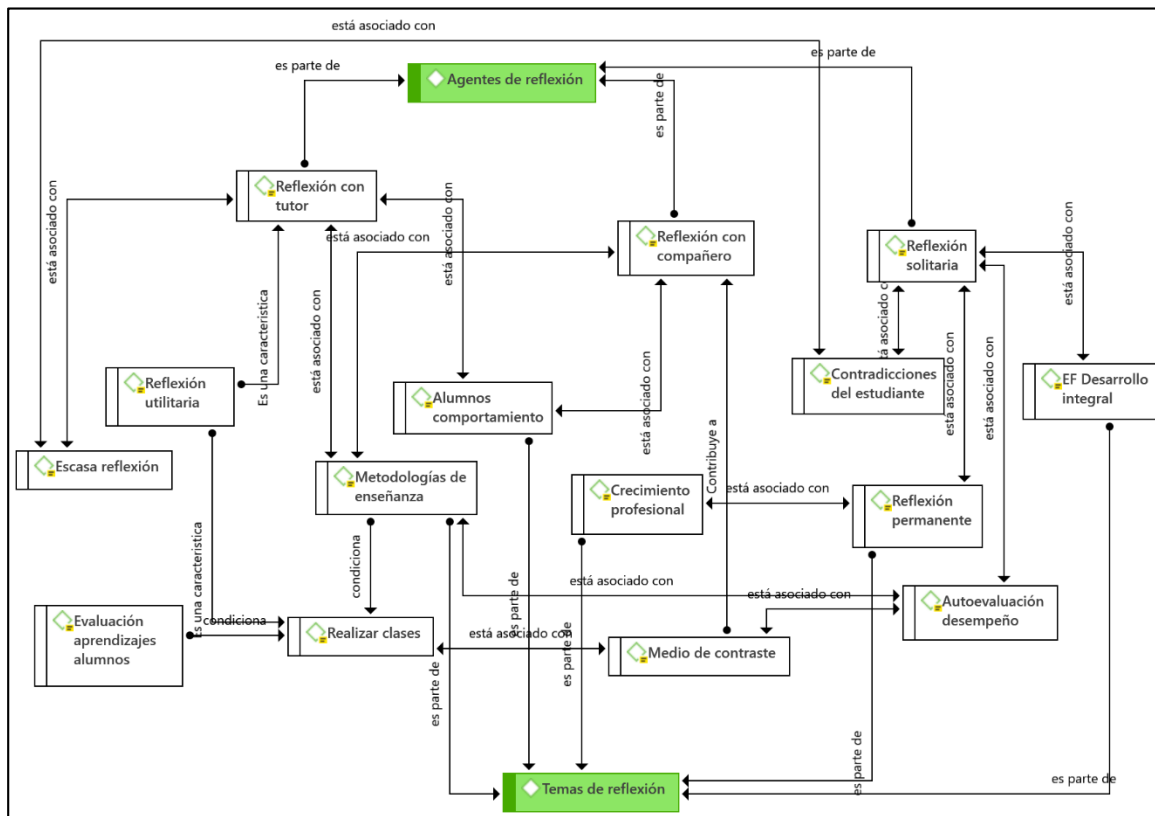 está asociado con
es parte de
es parte de
Agentes de reflexión
es parte de
Reflexión con
tutor
está asociado con
está asociado con
está asociado con
Reflexión con
compañero
Reflexión
solitaria
está asociado con
Es una caracteristica
está asociado con
está asociado con
está asociado con
está asociado con
Reflexión
utilitaria
Alumnos
comportamiento
Contradicciones
del estudiante
EF Desarrollo
integral
está asociado con
Contribuye a
Escasa reflexión
Metodologías de
enseñanza
Crecimiento
profesional
está asociado con
Reflexión
permanente
Es una caracteristica
condiciona
está asociado con
está asociado con
Autoevaluación
desempeño
Evaluación
aprendizajes
alumnos
condiciona
Realizar clases
está asociado con
es parte de
es parte de
Medio de contraste
es parte de
es parte de
es parte de
Temas de reflexión